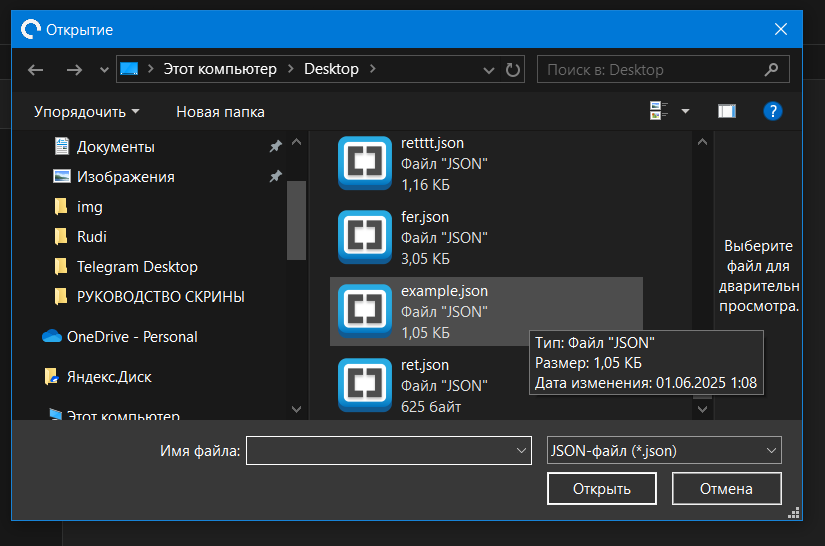 Открытие
Этот компьютер
Desktop
Поиск в: Desktop
Упорядочить
Новая папка
?
Документы
Изображения
img
Rudi
Telegram Desktop
РУКОВОДСТВО СКРИНЫ
OneDrive - Personal
Яндекс.Диск
Этот компьютер
retttt.json
Файл "JSON"
1,16 КБ
fer.json
Файл "JSON"
3,05 КБ
example.json
Файл "JSON"
1,05 КБ
ret.json
Файл "JSON"
625 байт
Тип: Файл "JSON"
Размер: 1,05 КБ
Дата изменения: 01.06.2025 1:08
Выберите
файл для
дварительн
просмотра.
Имя файла:
JSON-файл (*.json)
Открыть
Отмена